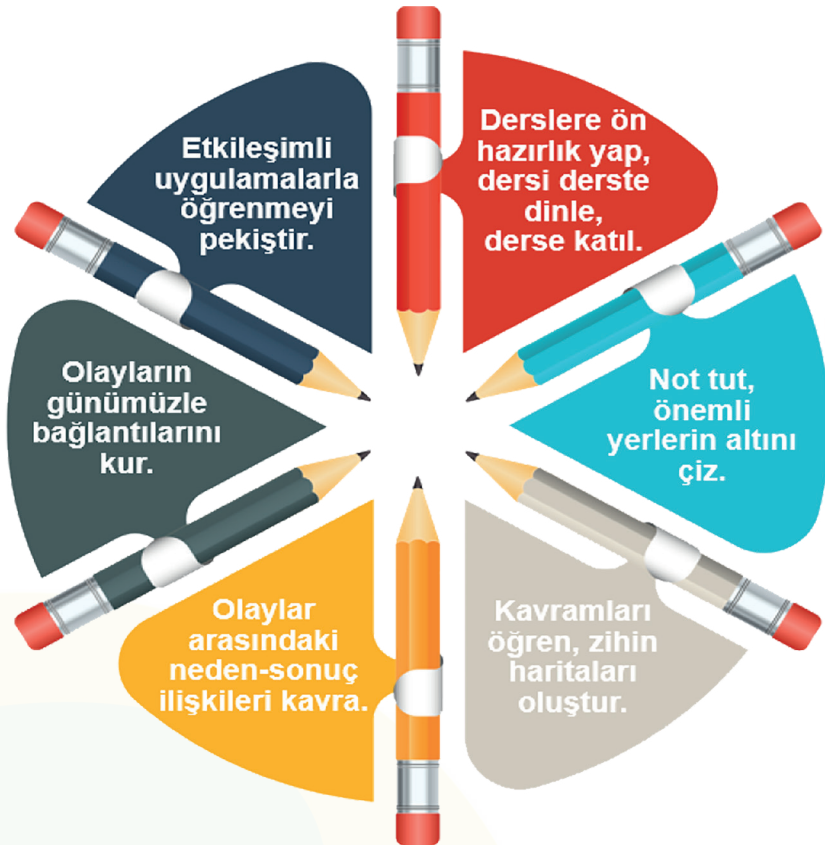 Derslere ön
hazırlık yap,
dersi derste
dinle,
derse katıl.
Not tut,
önemli
yerlerin altını
çiz.
Kavramları
öğren, zihin
haritaları
oluştur.
Olaylar
arasındaki
neden-sonuç
ilişkileri kavra.
Olayların
günümüzle
bağlantılarını
kur.
Etkileşimli
uygulamalarla
öğrenmeyi
pekiştir.